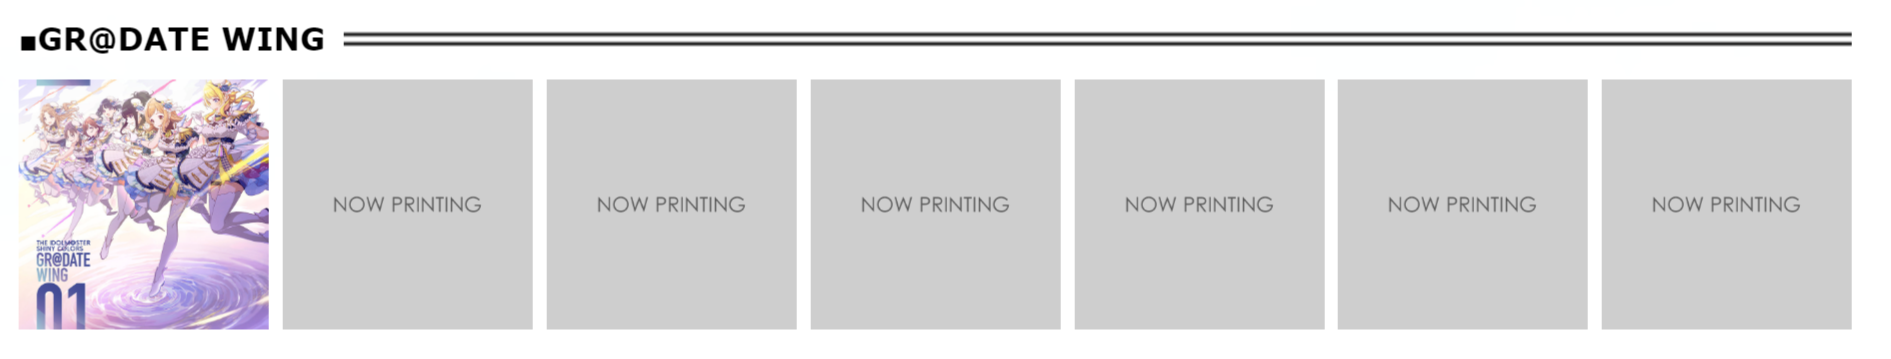 ■GR@DATE WING
NOW PRINTING
NOW PRINTING
NOW PRINTING
NOW PRINTING
NOW PRINTING
NOW PRINTING
THE IDOLM@STER
SHINY COLORS
GR@DATE
WING
01